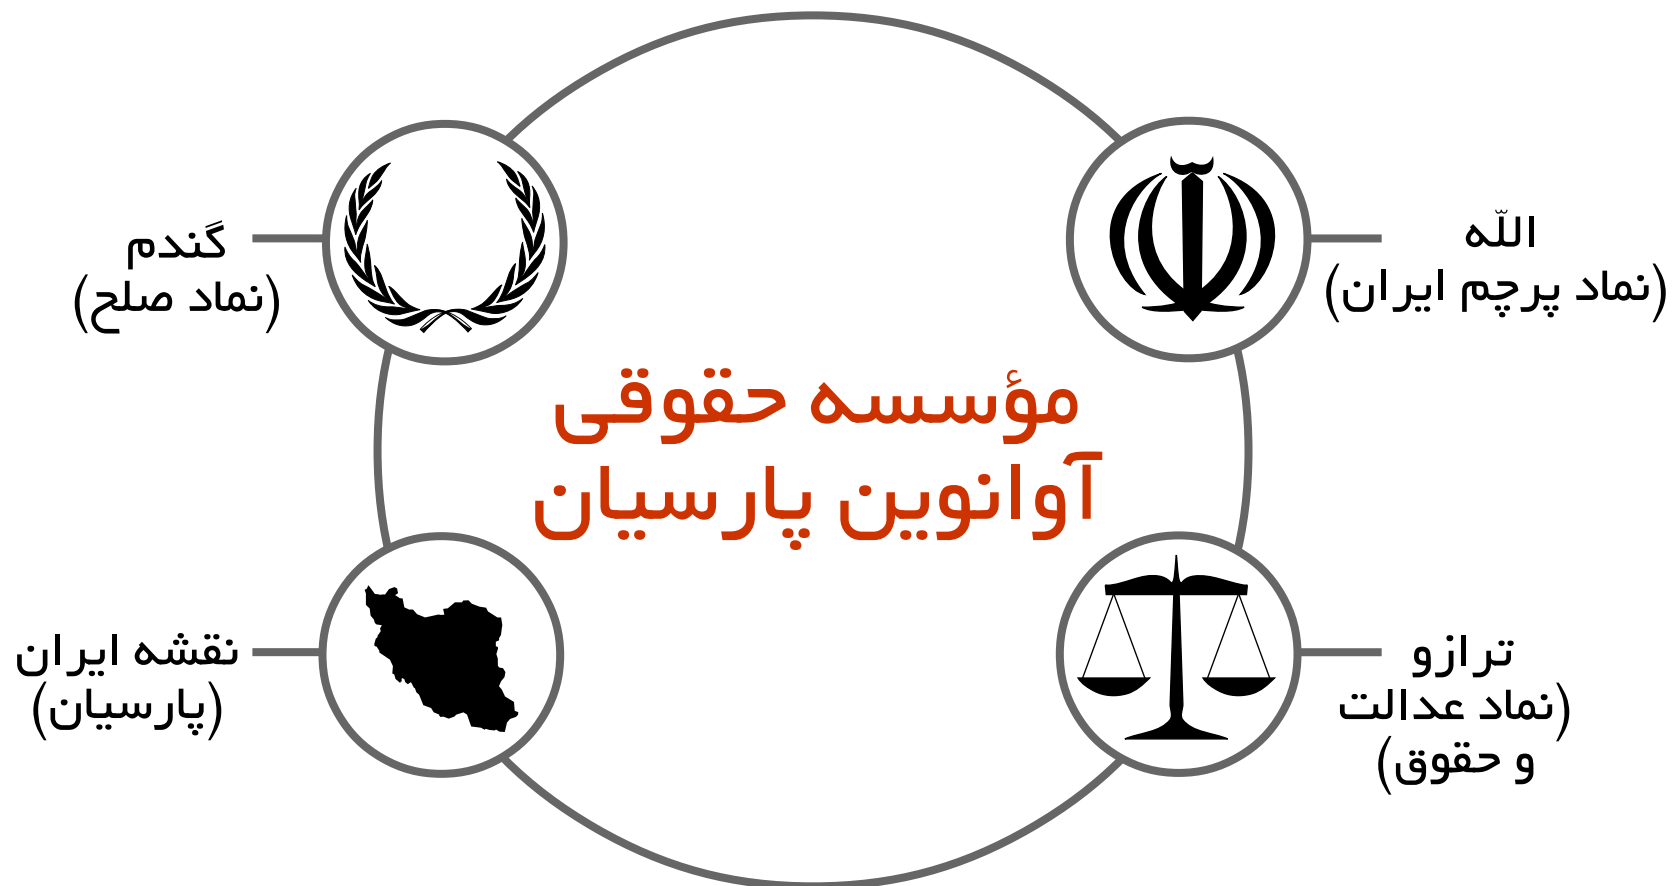 الله
(نماد پرچم ایران)
گندم
(نماد صلح)
مؤسسه حقوقی
آوانوین پارسیان
ترازو
(نماد عدالت
و حقوق)
نقشه ایران
(پارسیان)